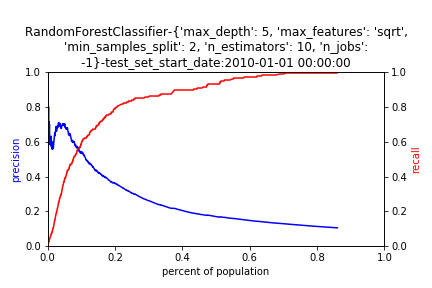 RandomForestClassifier-{'max_depth': 5, 'max_features': 'sqrt',
'min_samples_split': 2, 'n_estimators': 10, 'n_jobs':
-1}-test_set_start_date:2010-01-01 00:00:00
1.0
0.8
0.6
0.4
0.2
0.0
precision
1.0
0.8
0.6
0.4
0.2
0.0
recall
0.0 0.2 0.4 0.6 0.8 1.0
percent of population